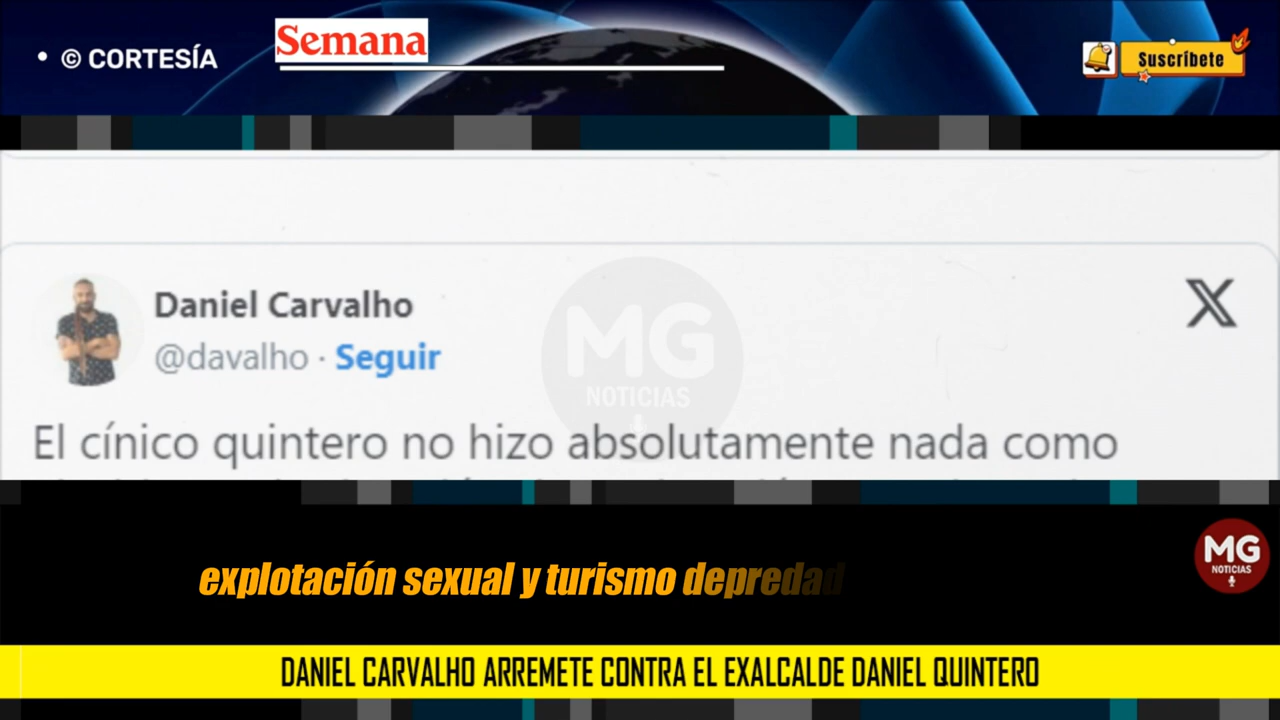 • © CORTESÍA
Semana
Suscríbete
Daniel Carvalho
@davalho · Seguir
MG
NOTICIAS
El cínico quintero no hizo absolutamente nada como
explotación sexual y turismo depredad
MG
NOTICIAS
DANIEL CARVALHO ARREMETE CONTRA EL EXALCALDE DANIEL QUINTERO